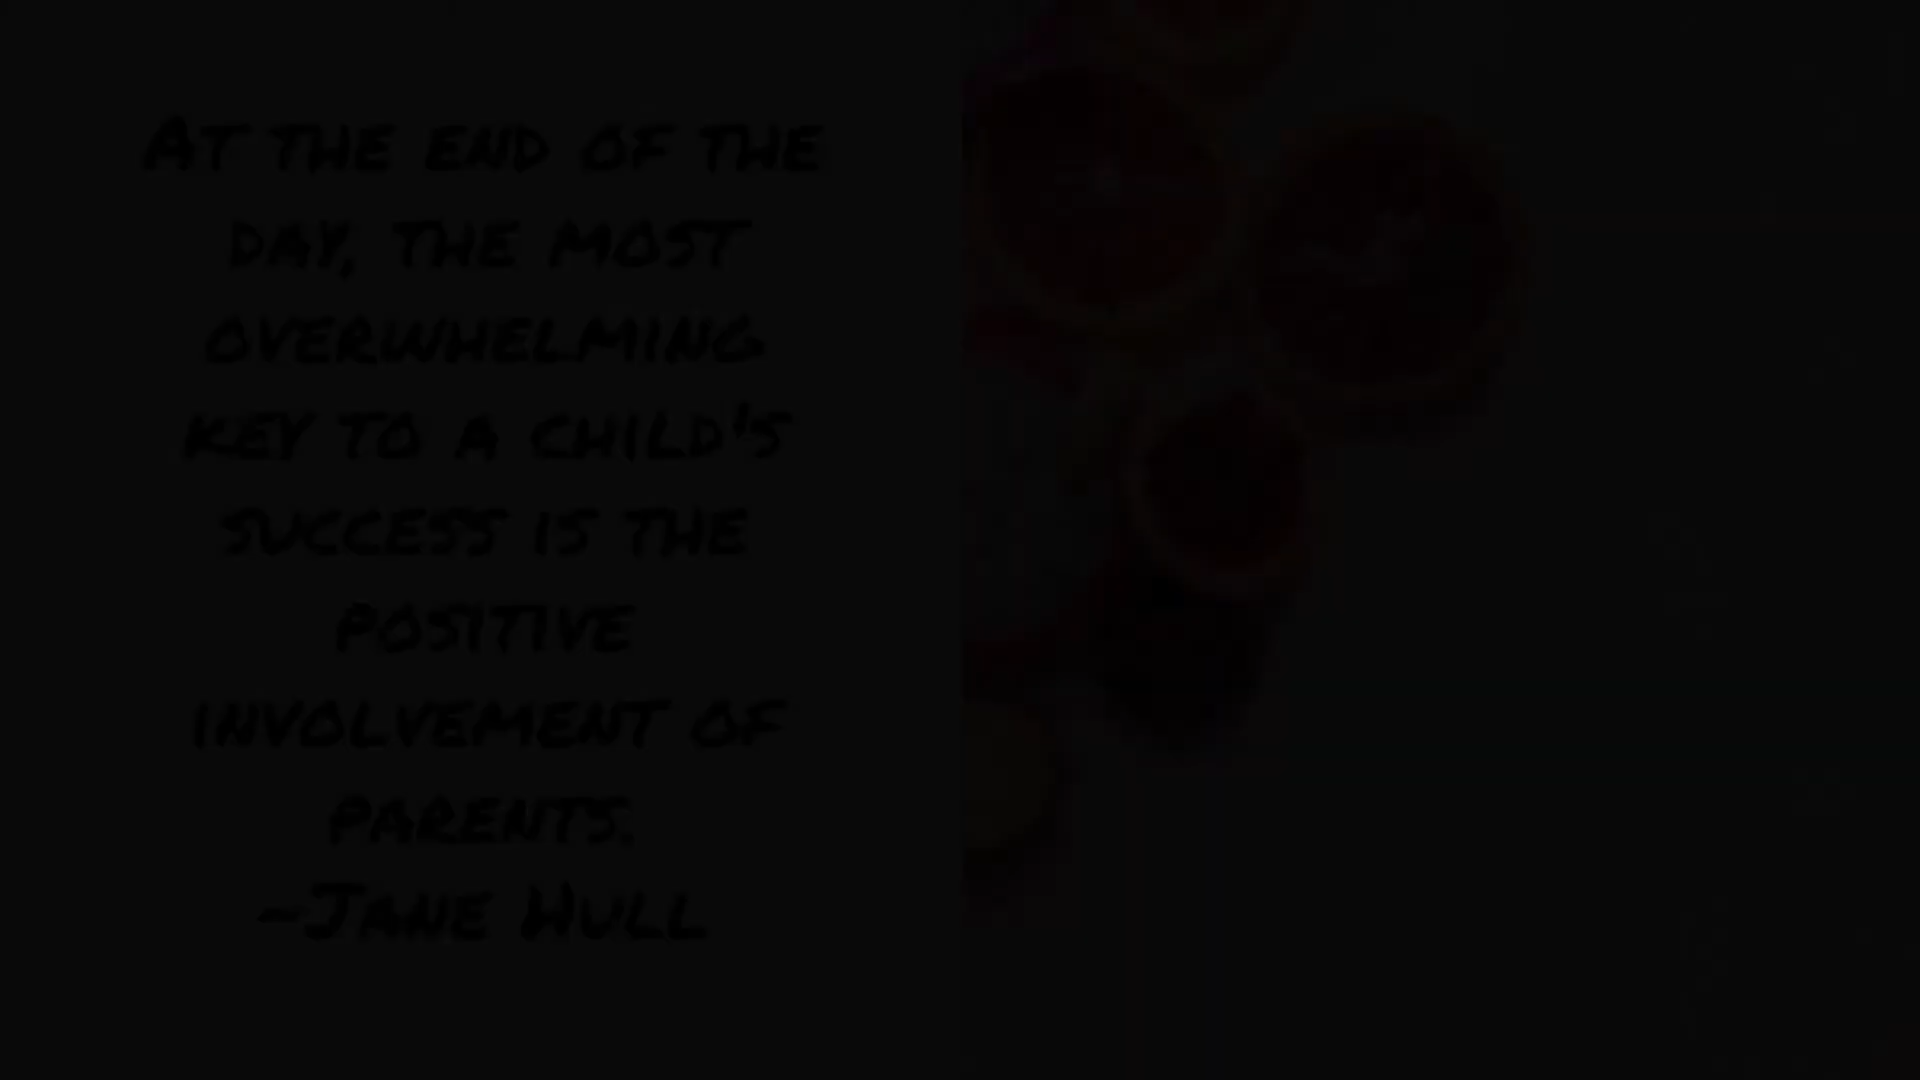 At the end of the
day, the most
overwhelming
key to a child's
success is the
positive
involvement of
parents.
-Jane Hull